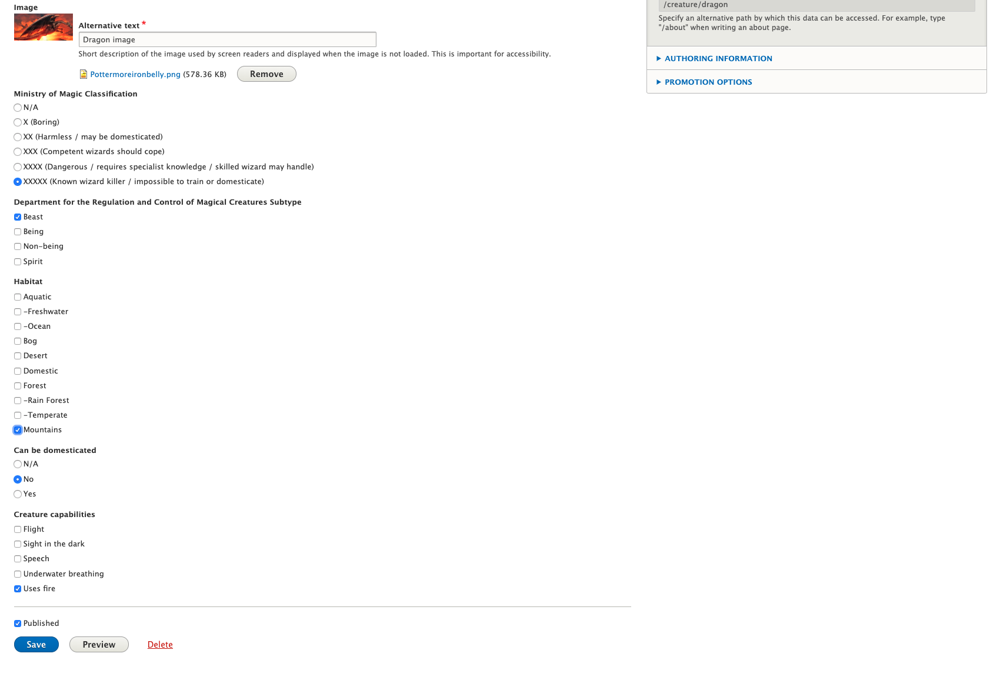 Image
Alternative text *
Dragon image
Short description of the image used by screen readers and displayed when the image is not loaded. This is important for accessibility.
Pottermoreironbelly.png (578.36 KB) Remove
Ministry of Magic Classification
N/A
X (Boring)
XX (Harmless / may be domesticated)
XXX (Competent wizards should cope)
XXXX (Dangerous / requires specialist knowledge / skilled wizard may handle)
XXXXX (Known wizard killer / impossible to train or domesticate)
Department for the Regulation and Control of Magical Creatures Subtype
Beast
Being
Non-being
Spirit
Habitat
Aquatic
-Freshwater
-Ocean
Bog
Desert
Domestic
Forest
-Rain Forest
-Temperate
Mountains
Can be domesticated
N/A
No
Yes
Creature capabilities
Flight
Sight in the dark
Speech
Underwater breathing
Uses fire
Published
Save Preview Delete
/creature/dragon
Specify an alternative path by which this data can be accessed. For example, type
"/about" when writing an about page.
AUTHORING INFORMATION
PROMOTION OPTIONS